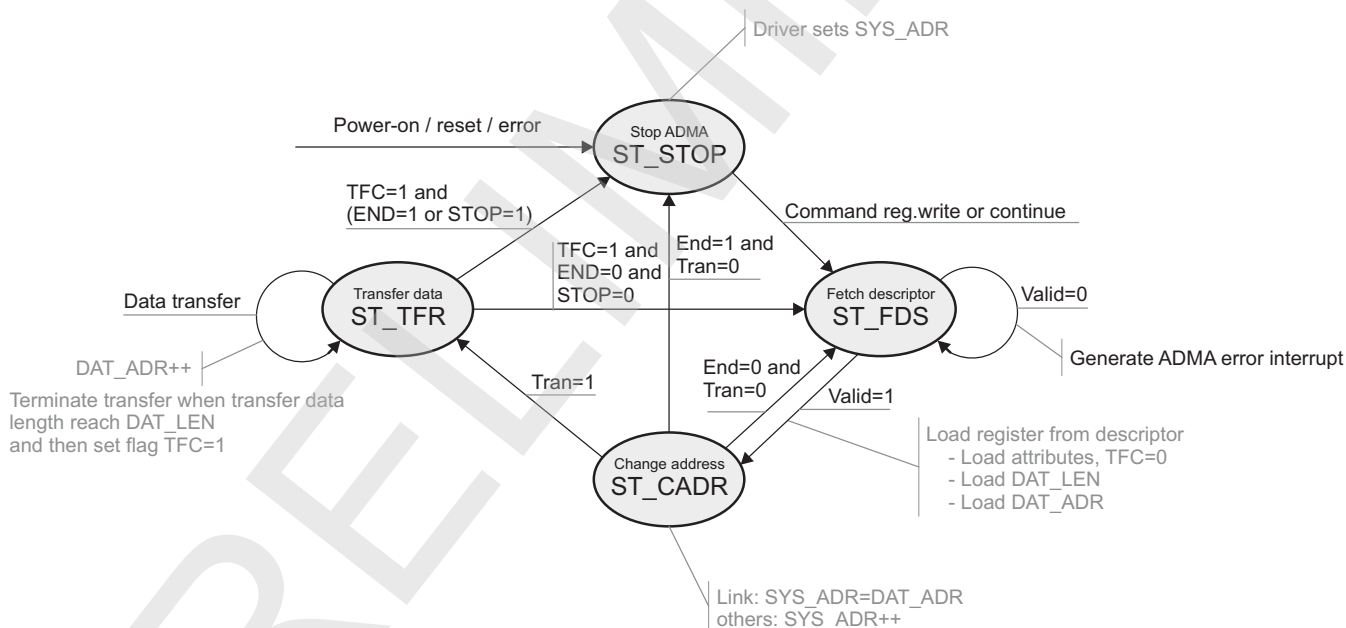 Driver sets SYS_ADR
Power-on / reset / error
Stop ADMA
ST_STOP
TFC=1 and
(END=1 or STOP=1)
Command reg.write or continue
TFC=1 and
END=0 and
STOP=0
End=1 and
Tran=0
Data transfer
Transfer data
ST_TFR
Fetch descriptor
ST_FDS
Valid=0
Generate ADMA error interrupt
DAT_ADR++
Terminate transfer when transfer data
length reach DAT_LEN
and then set flag TFC=1
Tran=1
End=0 and
Tran=0
Valid=1
Load register from descriptor
- Load attributes, TFC=0
- Load DAT_LEN
- Load DAT_ADR
Change address
ST_CADR
Link: SYS_ADR=DAT_ADR
others: SYS_ADR++